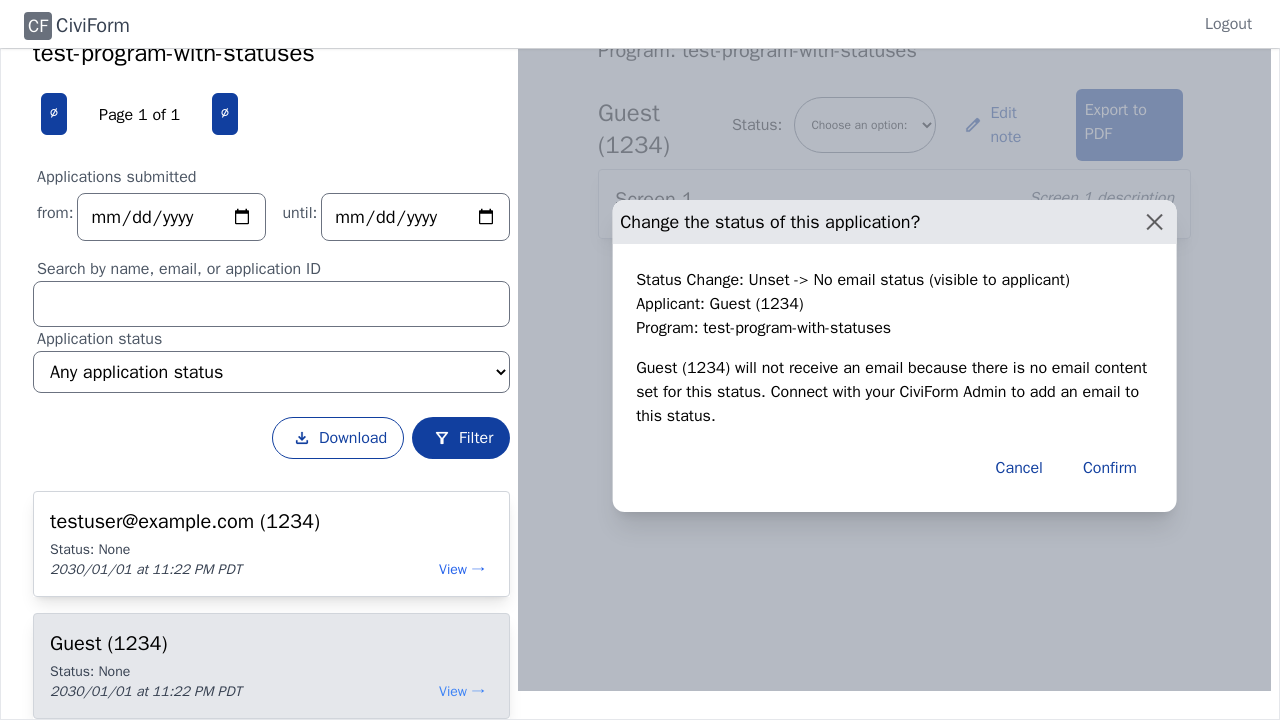 CF CiviForm
Logout
test-program-with-statuses
Page 1 of 1
Applications submitted
from: mm/dd/yyyy until: mm/dd/yyyy
Search by name, email, or application ID
Application status
Any application status
Download
Filter
testuser@example.com (1234)
Status: None
2030/01/01 at 11:22 PM PDT
View →
Guest (1234)
Status: None
2030/01/01 at 11:22 PM PDT
View →
Program: test-program-with-statuses
Guest
(1234)
Status:
Choose an option:
Edit
note
Export to
PDF
Screen 1
Screen 1 description
Change the status of this application?
Status Change: Unset -> No email status (visible to applicant)
Applicant: Guest (1234)
Program: test-program-with-statuses
Guest (1234) will not receive an email because there is no email content
set for this status. Connect with your CiviForm Admin to add an email to
this status.
Cancel
Confirm